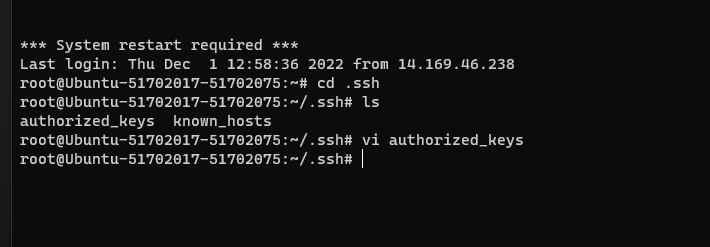 *** System restart required ***
Last login: Thu Dec  1 12:58:36 2022 from 14.169.46.238
root@Ubuntu-51702017-51702075:~# cd .ssh
root@Ubuntu-51702017-51702075:~/.ssh# ls
authorized_keys  known_hosts
root@Ubuntu-51702017-51702075:~/.ssh# vi authorized_keys
root@Ubuntu-51702017-51702075:~/.ssh#